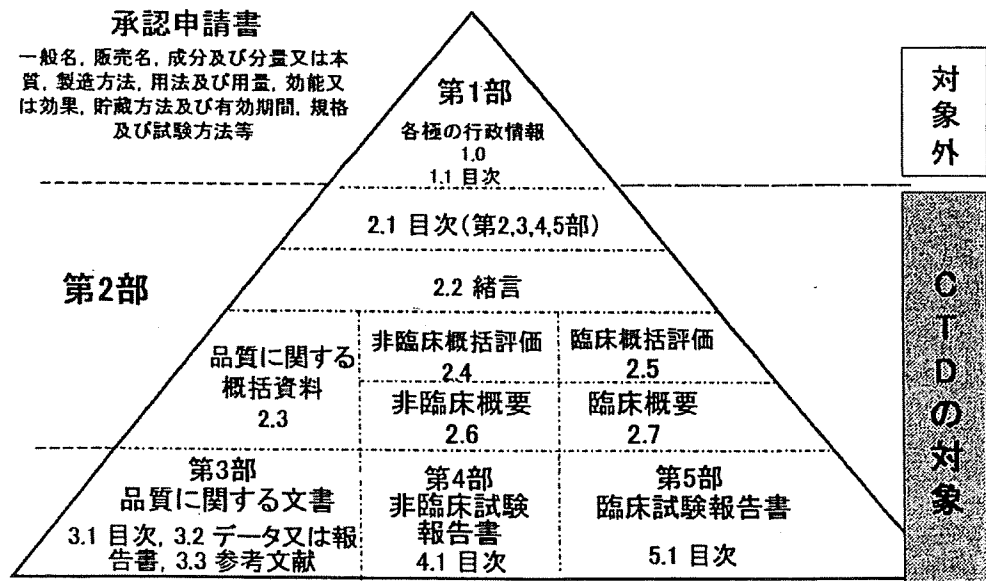 承認申請書
一般名, 販売名, 成分及び分量又は本
質, 製造方法, 用法及び用量, 効能又
は効果, 貯蔵方法及び有効期間, 規格
及び試験方法等
第1部
各極の行政情報
1.0
1.1 目次
対象外
2.1 目次(第2,3,4,5部)
第2部
2.2 緒言
品質に関する
概括資料
2.3
非臨床概括評価
2.4
臨床概括評価
2.5
非臨床概要
2.6
臨床概要
2.7
CTDの対象
第3部
品質に関する文書
3.1 目次, 3.2 データ又は報
告書, 3.3 参考文献
第4部
非臨床試験
報告書
4.1 目次
第5部
臨床試験報告書
5.1 目次